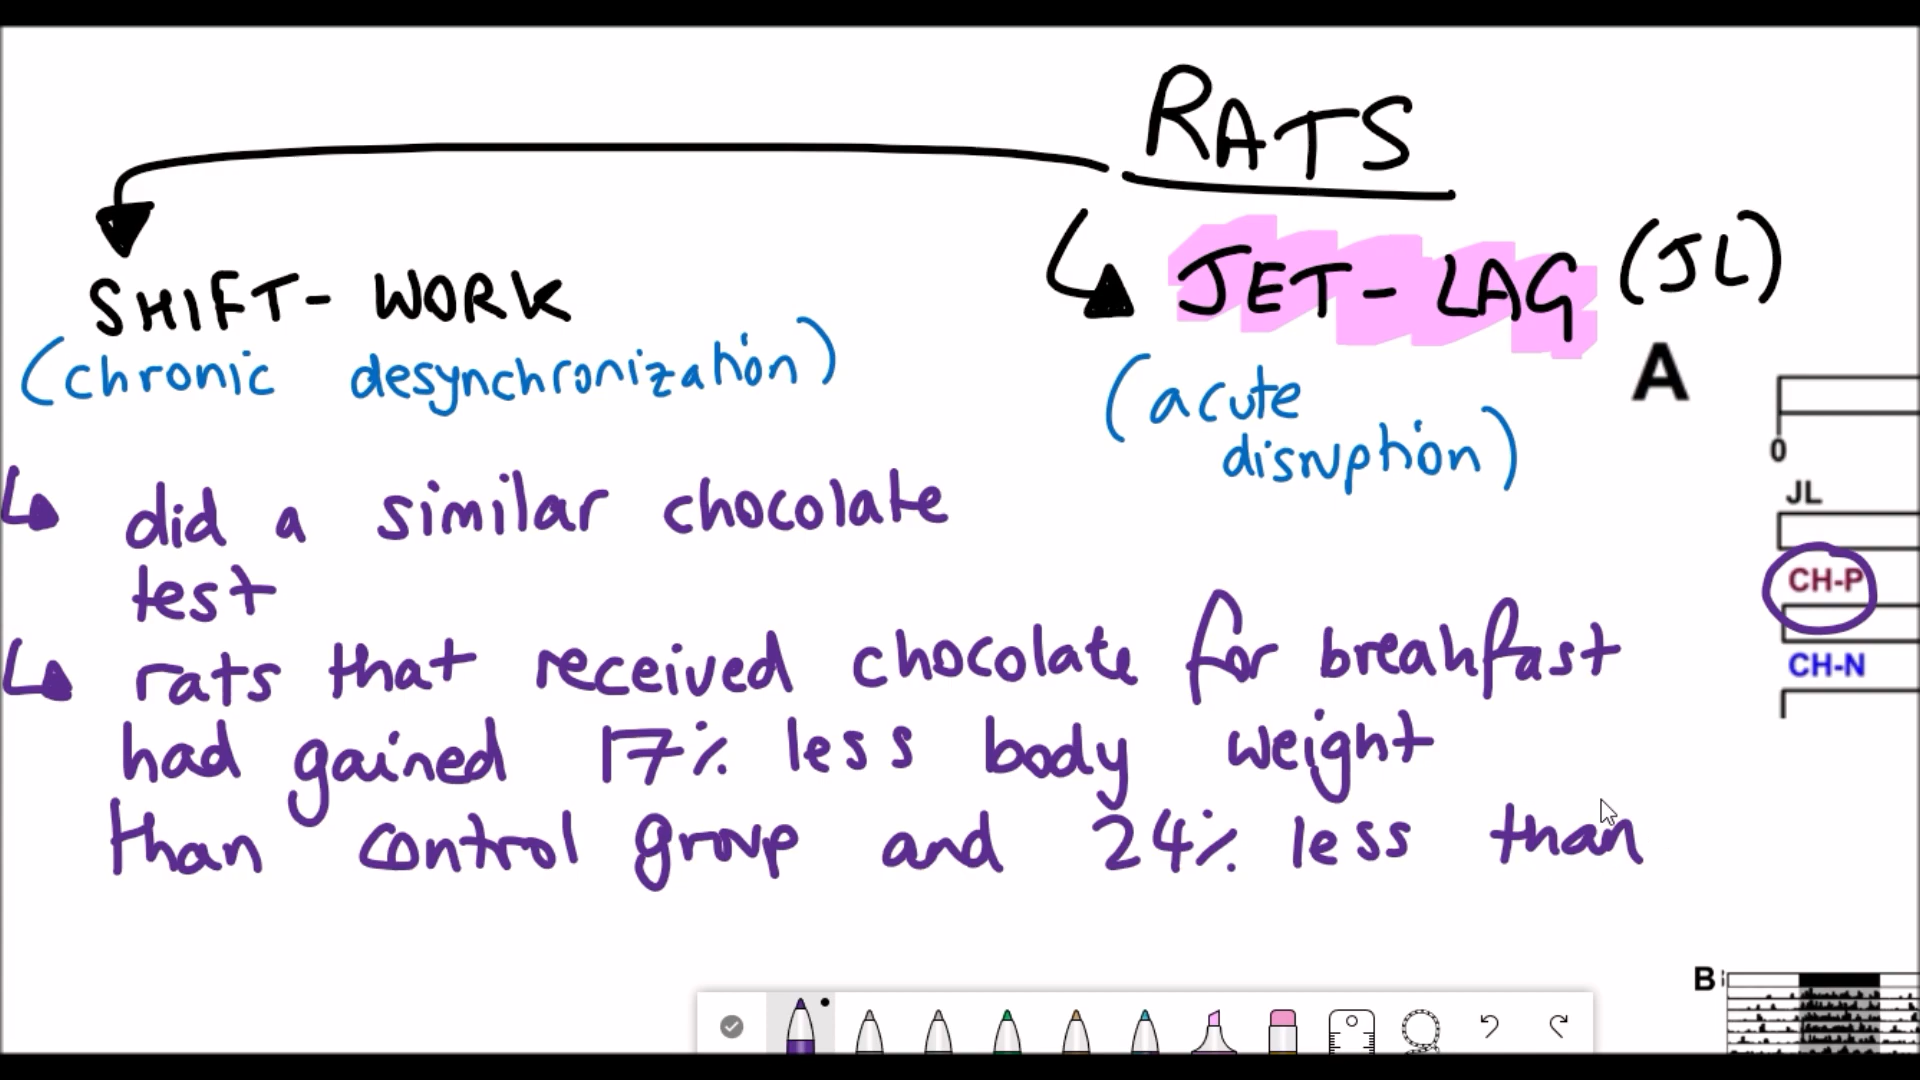 RATS
SHIFT-WORK
(chronic desynchronization)
JET-LAG (JL)
(acute
disruption)
did a similar chocolate
test
rats that received chocolate for breakfast
had gained 17% less body weight
than control group and 24% less than
A
0
JL
CH-P
CH-N
B